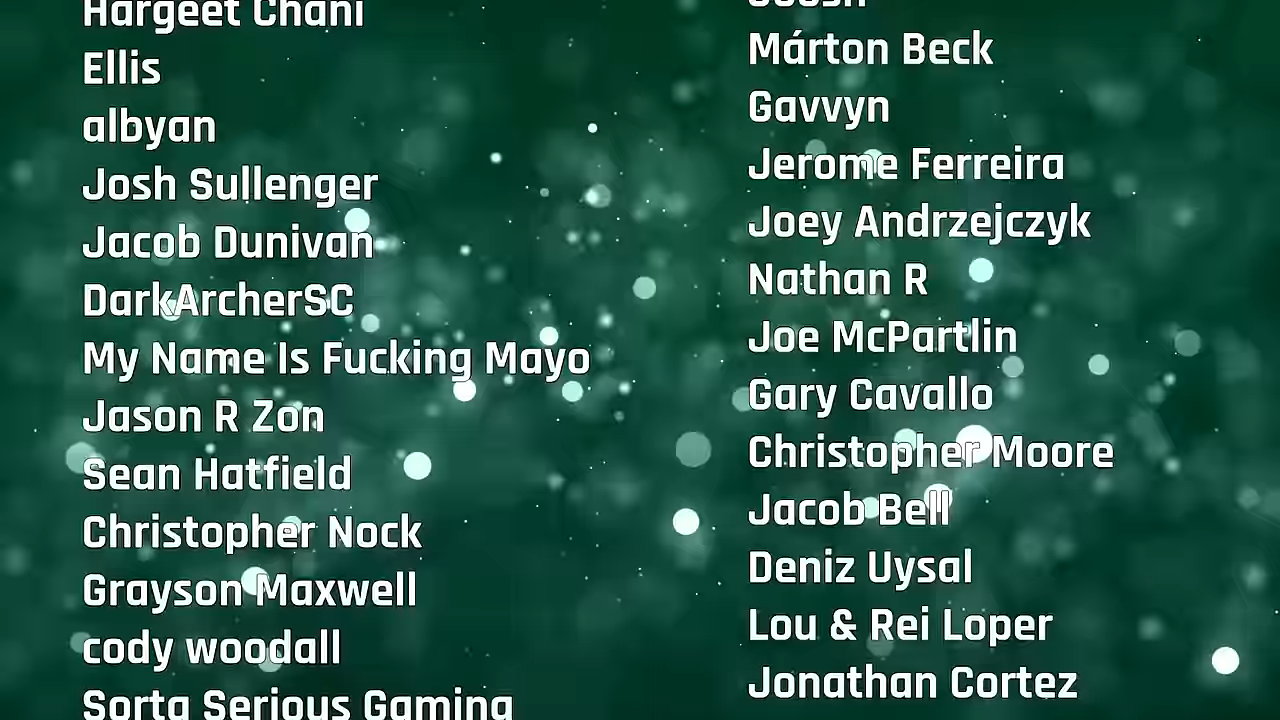 Hargeet Chani
Ellis
albyan
Josh Sullenger
Jacob Dunivan
DarkArcherSC
My Name Is Fucking Mayo
Jason R Zon
Sean Hatfield
Christopher Nock
Grayson Maxwell
cody woodall
Sorta Serious Gaming
Márton Beck
Gavvyn
Jerome Ferreira
Joey Andrzejczyk
Nathan R
Joe McPartlin
Gary Cavallo
Christopher Moore
Jacob Bell
Deniz Uysal
Lou & Rei Loper
Jonathan Cortez